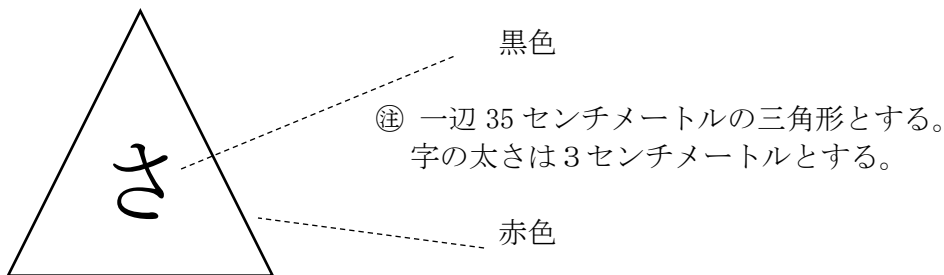 黒色
㊟ 一辺 35 センチメートルの三角形とする。
字の太さは３センチメートルとする。
さ
赤色